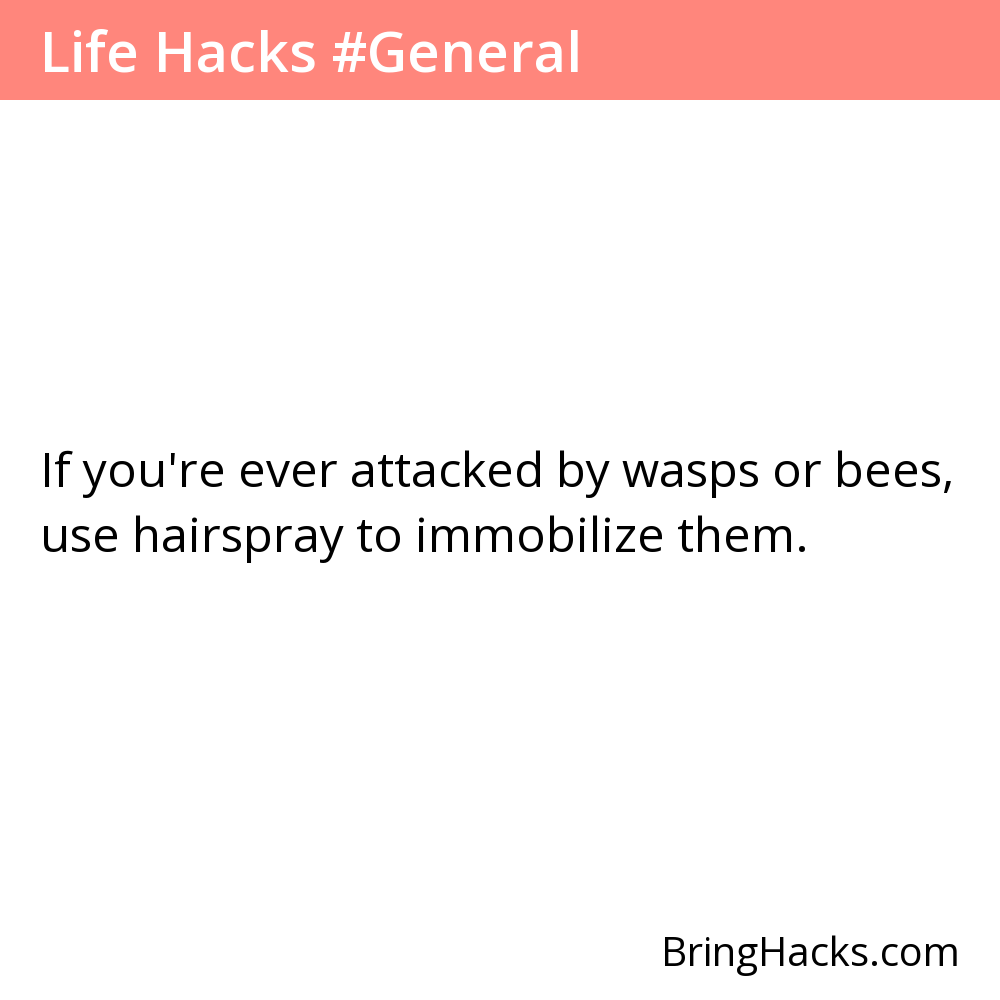 Life Hacks #General
If you're ever attacked by wasps or bees,
use hairspray to immobilize them.
BringHacks.com